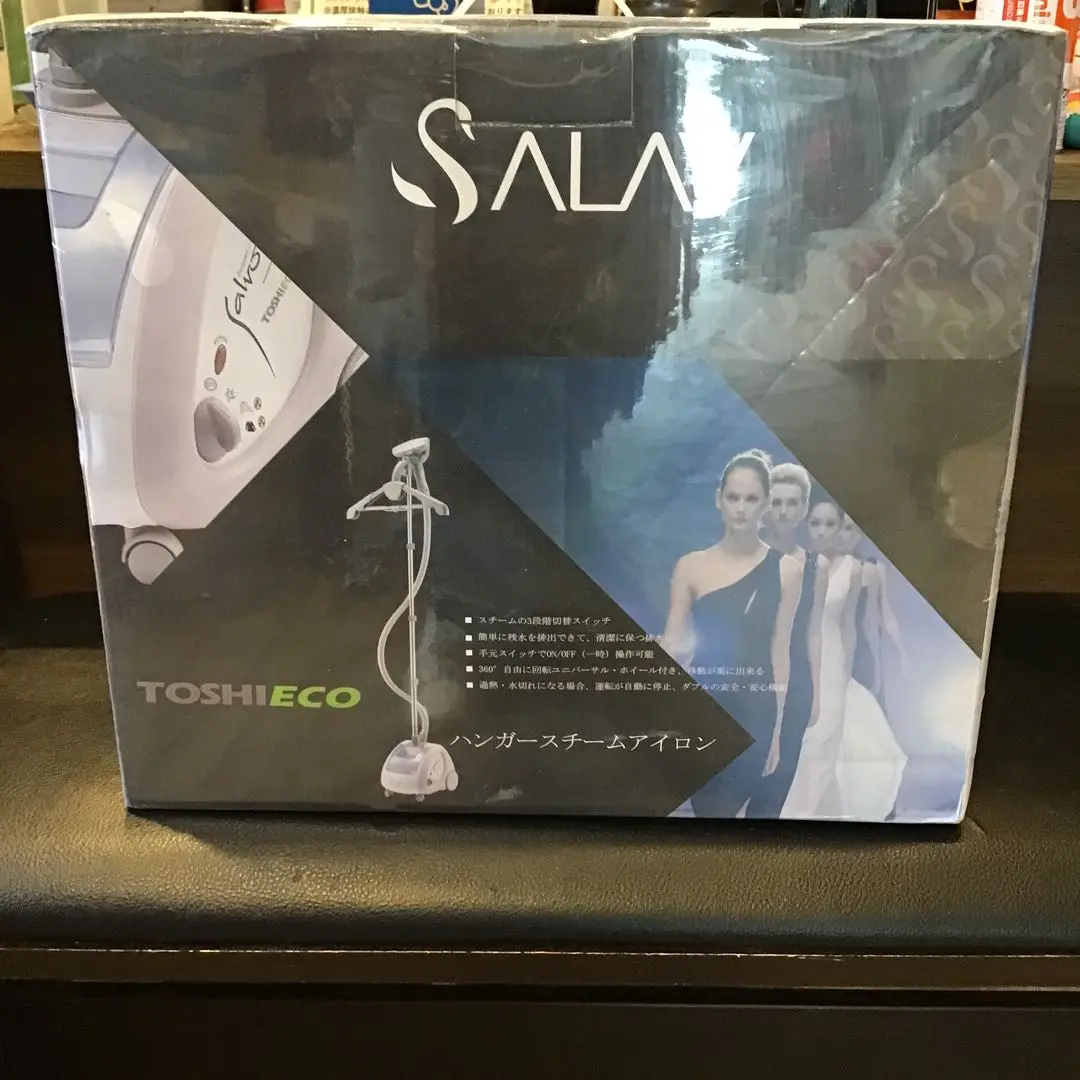 SALAV
Salvo
TOSHIE
■ スチームの3段階切替スイッチ
■ 簡単に残水を排出できて、清潔に保つ排水
■ 手元スイッチでON/OFF（一時）操作可能
■ 360°自由に回転ユニバーサル・ホイール付き、移動が楽に出来る
■ 過熱・水切れになる場合、運転が自動に停止、ダブルの安全・安心機能
TOSHIECO
ハンガースチームアイロン